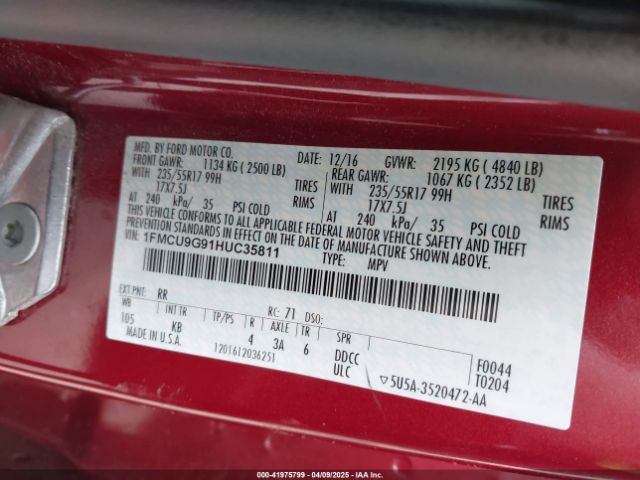 MFD. BY FORD MOTOR CO.
DATE: 12/16 GVWR: 2195 KG ( 4840 LB)
FRONT GAWR: 1134 KG ( 2500 LB) REAR GAWR: 1067 KG ( 2352 LB)
WITH 235/55R17 99H TIRES WITH 235/55R17 99H TIRES
17X7.5J RIMS 17X7.5J RIMS
AT 240 kPa/ 35 PSI COLD AT 240 kPa/ 35 PSI COLD
THIS VEHICLE CONFORMS TO ALL APPLICABLE FEDERAL MOTOR VEHICLE SAFETY AND THEFT
PREVENTION STANDARDS IN EFFECT ON THE DATE OF MANUFACTURE SHOWN ABOVE.
VIN: 1FMCU9G91HUC35811
TYPE: MPV
EXT PNT: RR RC: 71 DSO:
WB INT TR TP/PS R AXLE TR SPR
105 KB 4 3A 6 DDCC F0044
MADE IN U.S.A. 1201612036251 ULC T0204
▽5U5A-3520472-AA
00-41975799 - 04/09/2025 - IAA Inc.